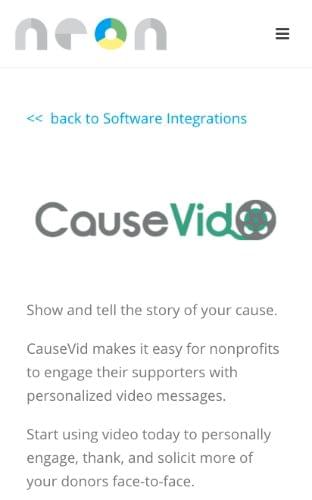 neon
<< back to Software Integrations
CauseVid
Show and tell the story of your cause.
CauseVid makes it easy for nonprofits
to engage their supporters with
personalized video messages.
Start using video today to personally
engage, thank, and solicit more of
your donors face-to-face.